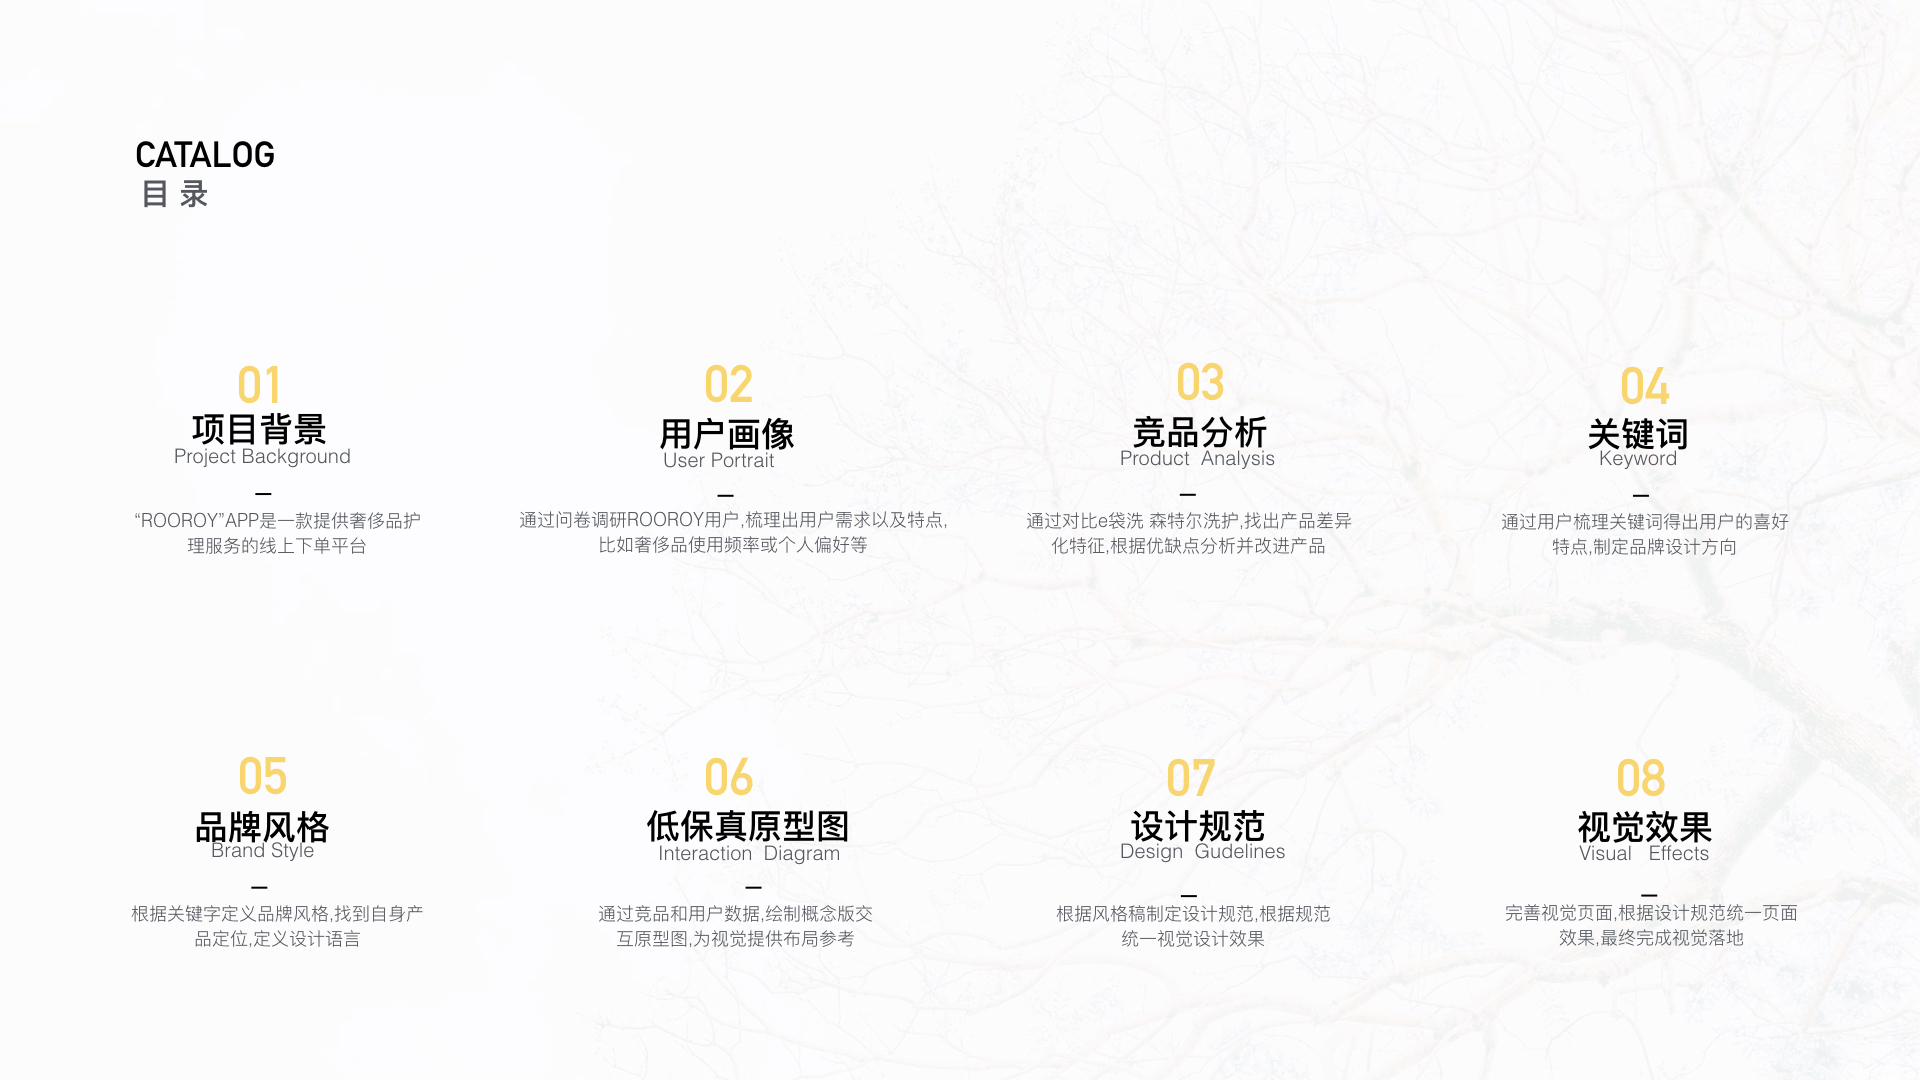 CATALOG
目 录
01
项目背景
Project Background
“ROOROY”APP是一款提供奢侈品护
理服务的线上下单平台
02
用户画像
User Portrait
通过问卷调研ROOROY用户,梳理出用户需求以及特点,
比如奢侈品使用频率或个人偏好等
03
竞品分析
Product Analysis
通过对比e袋洗 森特尔洗护,找出产品差异
化特征,根据优缺点分析并改进产品
04
关键词
Keyword
通过用户梳理关键词得出用户的喜好
特点,制定品牌设计方向
05
品牌风格
Brand Style
根据关键字定义品牌风格,找到自身产
品定位,定义设计语言
06
低保真原型图
Interaction Diagram
通过竞品和用户数据,绘制概念版交
互原型图,为视觉提供布局参考
07
设计规范
Design Gudelines
根据风格稿制定设计规范,根据规范
统一视觉设计效果
08
视觉效果
Visual Effects
完善视觉页面,根据设计规范统一页面
效果,最终完成视觉落地